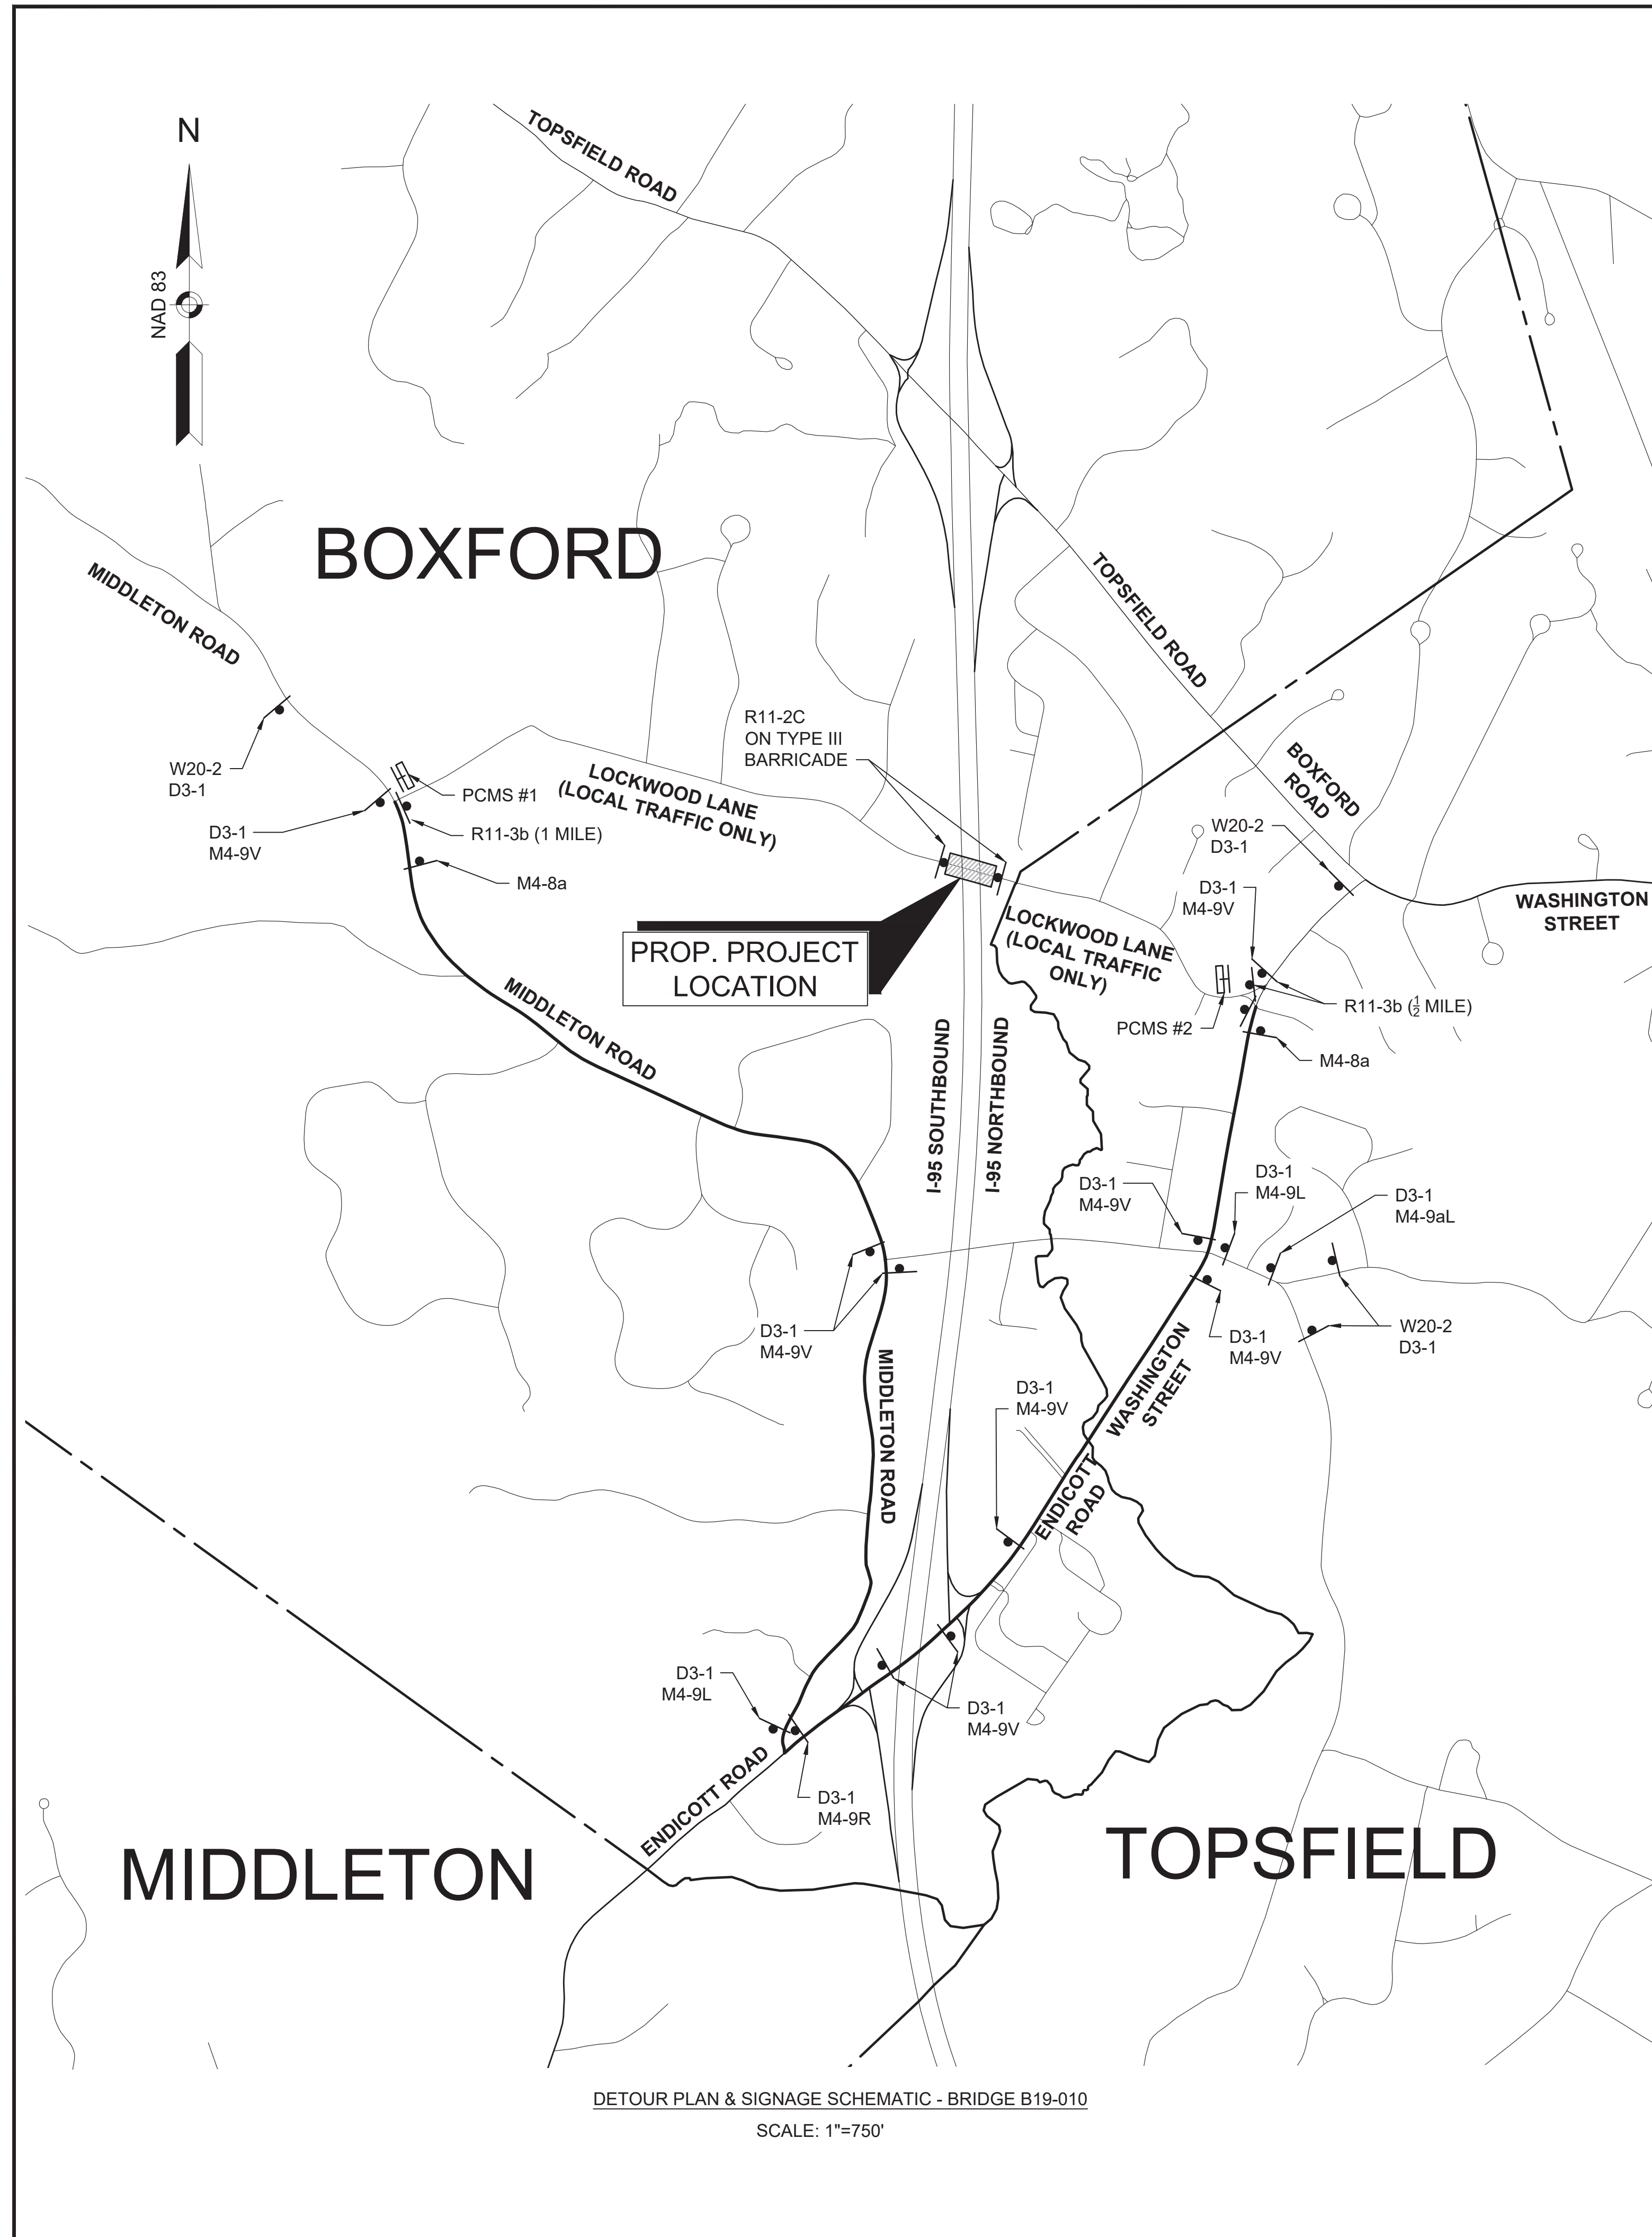 N
NAD 83
TOPSFIELD ROAD
BOXFORD
MIDDLETON ROAD
TOPSFIELD ROAD
W20-2
D3-1
D3-1
M4-9V
PCMS #1
R11-3b (1 MILE)
M4-8a
LOCKWOOD LANE
(LOCAL TRAFFIC ONLY)
R11-2C
ON TYPE III
BARRICADE
BOXFORD
ROAD
W20-2
D3-1
D3-1
M4-9V
WASHINGTON
STREET
PROP. PROJECT
LOCATION
LOCKWOOD LANE
(LOCAL TRAFFIC
ONLY)
PCMS #2
R11-3b (½ MILE)
M4-8a
MIDDLETON ROAD
I-95 SOUTHBOUND
I-95 NORTHBOUND
D3-1
M4-9V
D3-1
M4-9L
D3-1
M4-9aL
D3-1
M4-9V
D3-1
M4-9V
W20-2
D3-1
MIDDLETON ROAD
WASHINGTON
STREET
D3-1
M4-9V
ENDICOTT
ROAD
D3-1
M4-9L
D3-1
M4-9V
ENDICOTT ROAD
D3-1
M4-9R
MIDDLETON
TOPSFIELD
DETOUR PLAN & SIGNAGE SCHEMATIC - BRIDGE B19-010
SCALE: 1"=750'